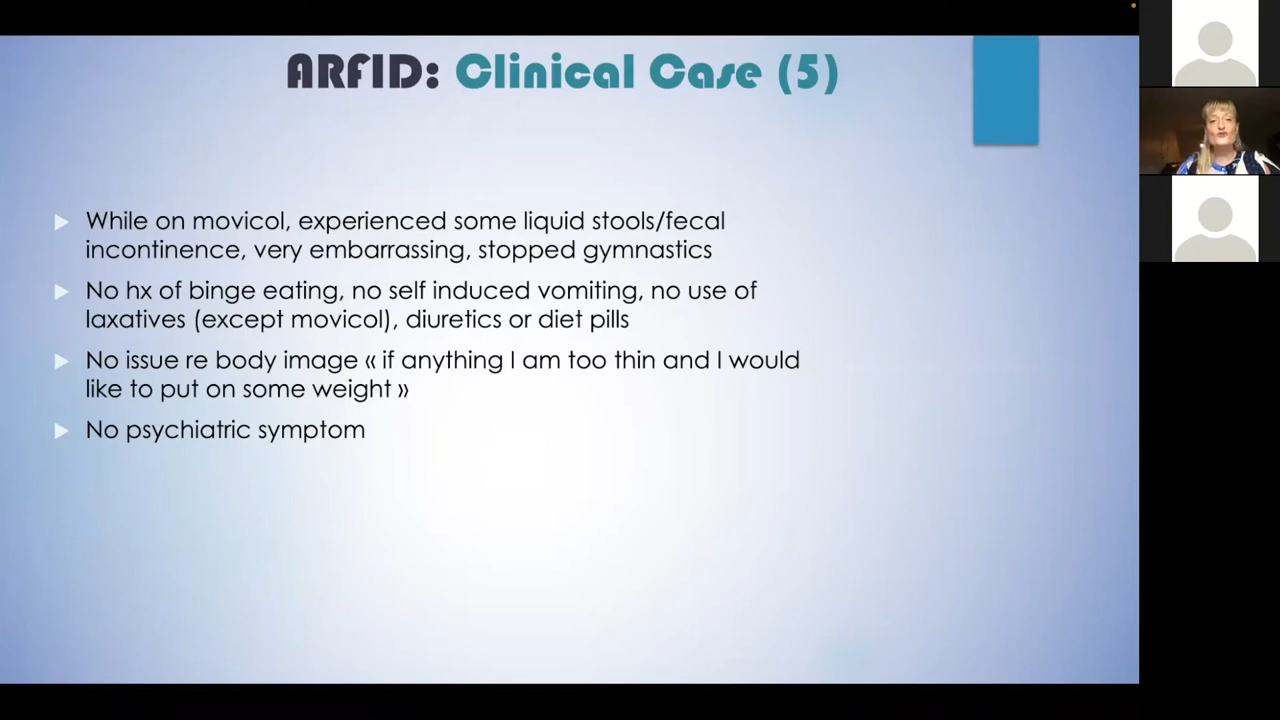 ARFID: Clinical Case (5)
While on movicol, experienced some liquid stools/fecal
incontinence, very embarrassing, stopped gymnastics
No hx of binge eating, no self induced vomiting, no use of
laxatives (except movicol), diuretics or diet pills
No issue re body image « if anything I am too thin and I would
like to put on some weight »
No psychiatric symptom